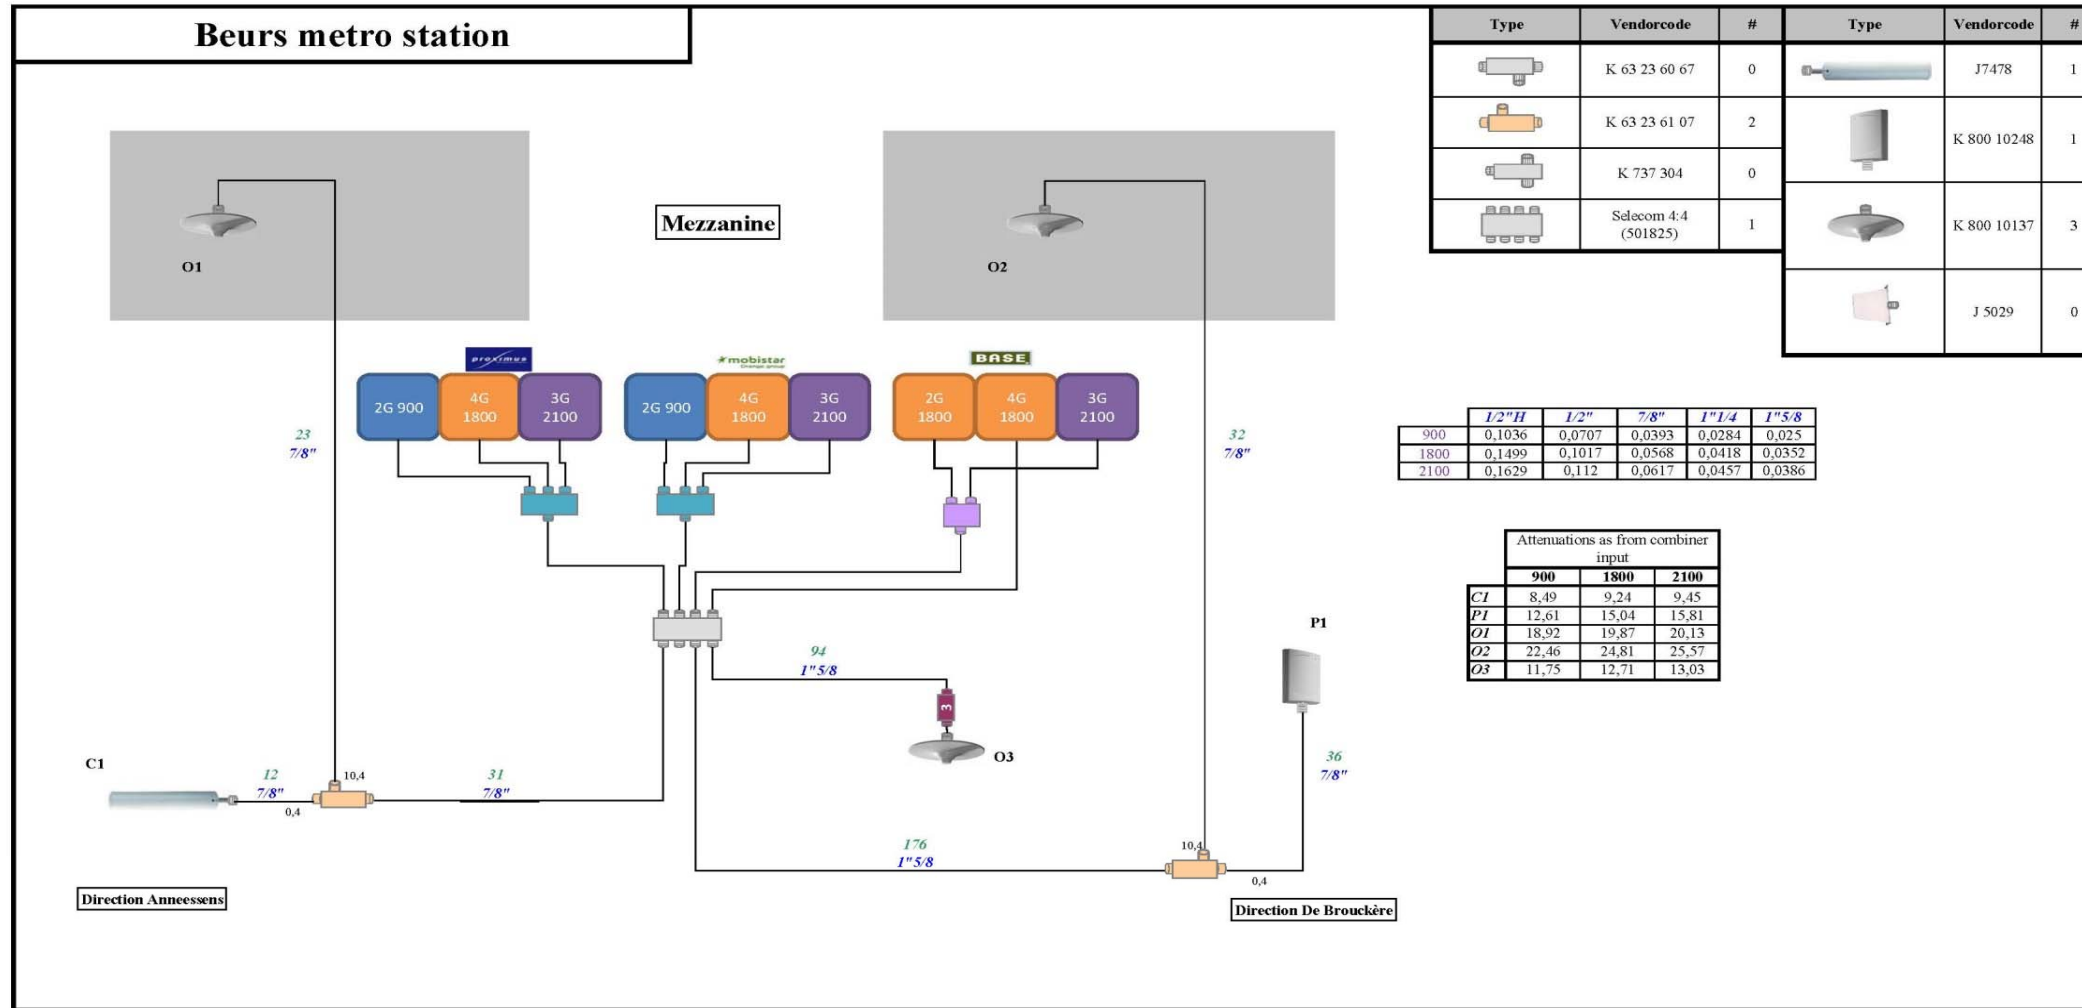 Beurs metro station
Type Vendorcode # Type Vendorcode #
K 63 23 60 67 0
K 63 23 61 07 2
K 737 304 0
Selecom 4:4
(501825) 1
J7478 1
K 800 10248 1
K 800 10137 3
J 5029 0
Mezzanine
O1
O2
proximus
mobistar
BASE
2G 900
4G
1800
3G
2100
2G 900
4G
1800
3G
2100
2G
1800
4G
1800
3G
2100
23
7/8"
32
7/8"
1/2"H 1/2" 7/8" 1"1/4 1"5/8
900 0,1036 0,0707 0,0393 0,0284 0,025
1800 0,1499 0,1017 0,0568 0,0418 0,0352
2100 0,1629 0,112 0,0617 0,0457 0,0386
Attenuations as from combiner
input
900 1800 2100
C1 8,49 9,24 9,45
P1 12,61 15,04 15,81
O1 18,92 19,87 20,13
O2 22,46 24,81 25,57
O3 11,75 12,71 13,03
P1
94
1"5/8
3
O3
36
7/8"
C1
12
7/8"
0,4
10,4
31
7/8"
176
1"5/8
10,4
0,4
Direction Anneessens
Direction De Brouckère